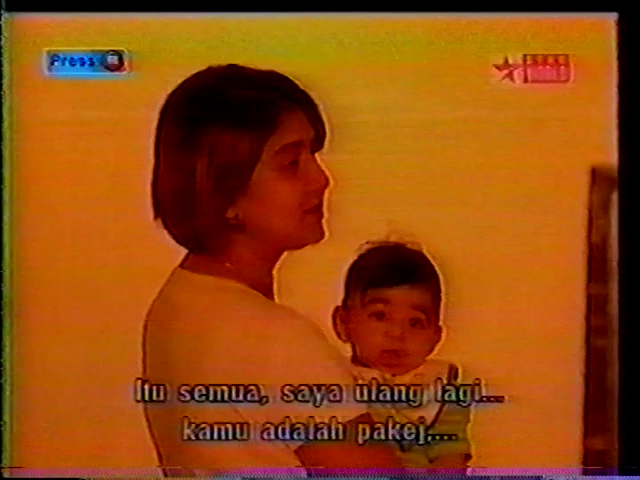 Press
Itu semua, saya ulang lagi...
kamu adalah pakej....